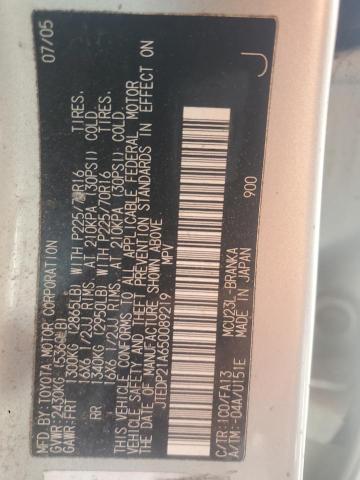 MFD.BY: TOYOTA MOTOR CORPORATION 07/05
GVWR: 2430KG (5360LB)
GAWR: FRT 1300KG (2865LB) WITH P225/70R16 TIRES.
16X6 1/2JJ RIMS, AT 210KPA (30PSI) COLD.
RR 1340KG (2950LB) WITH P225/70R16 TIRES.
16X6 1/2JJ RIMS, AT 210KPA (30PSI) COLD.
THIS VEHICLE CONFORMS TO ALL APPLICABLE FEDERAL MOTOR
VEHICLE SAFETY AND THEFT PREVENTION STANDARDS IN EFFECT ON
THE DATE OF MANUFACTURE SHOWN ABOVE.
JTEDP21A650089219 MPV
C/TR:1C0/FA13 MCU23L-BRANKA 900
A/TM:-04A/U151E MADE IN JAPAN
J